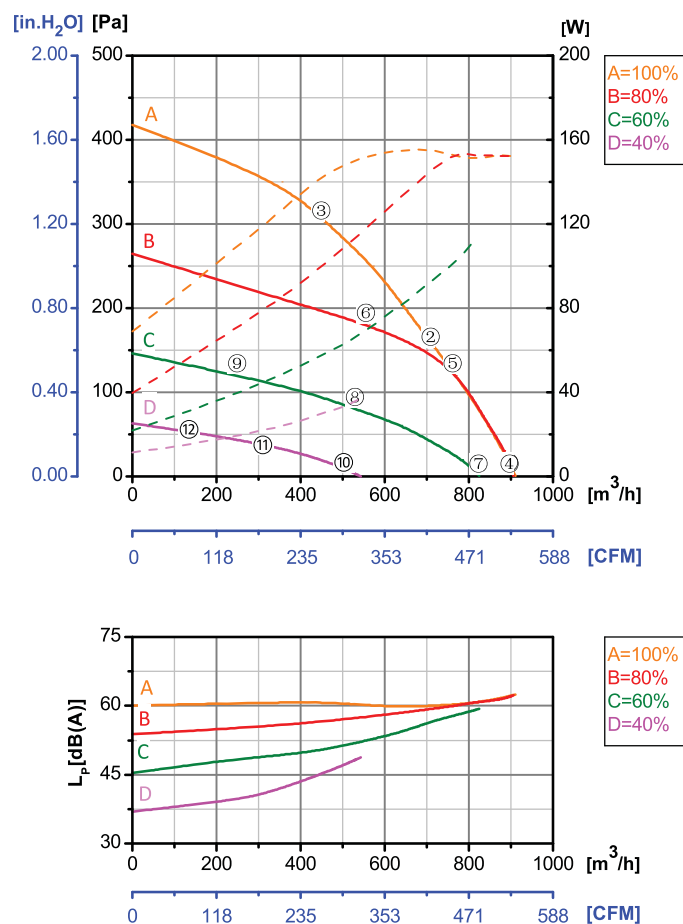 [in.H₂O] [Pa] [W]
2.00 500 200
A=100%
B=80%
C=60%
D=40%
A
1.60 400 160
③
1.20 300 120
B
⑥ ②
0.80 200 80
C
⑨ ⑤
0.40 100 40
D ⑧
⑫ ⑪ ⑩ ⑦ ④
0.00 0 0
0 200 400 600 800 1000 [m³/h]
0 118 235 353 471 588 [CFM]
75
A=100%
B=80%
C=60%
D=40%
A
60
B
C
45
D
30
Lₚ[dB(A)]
0 200 400 600 800 1000 [m³/h]
0 118 235 353 471 588 [CFM]